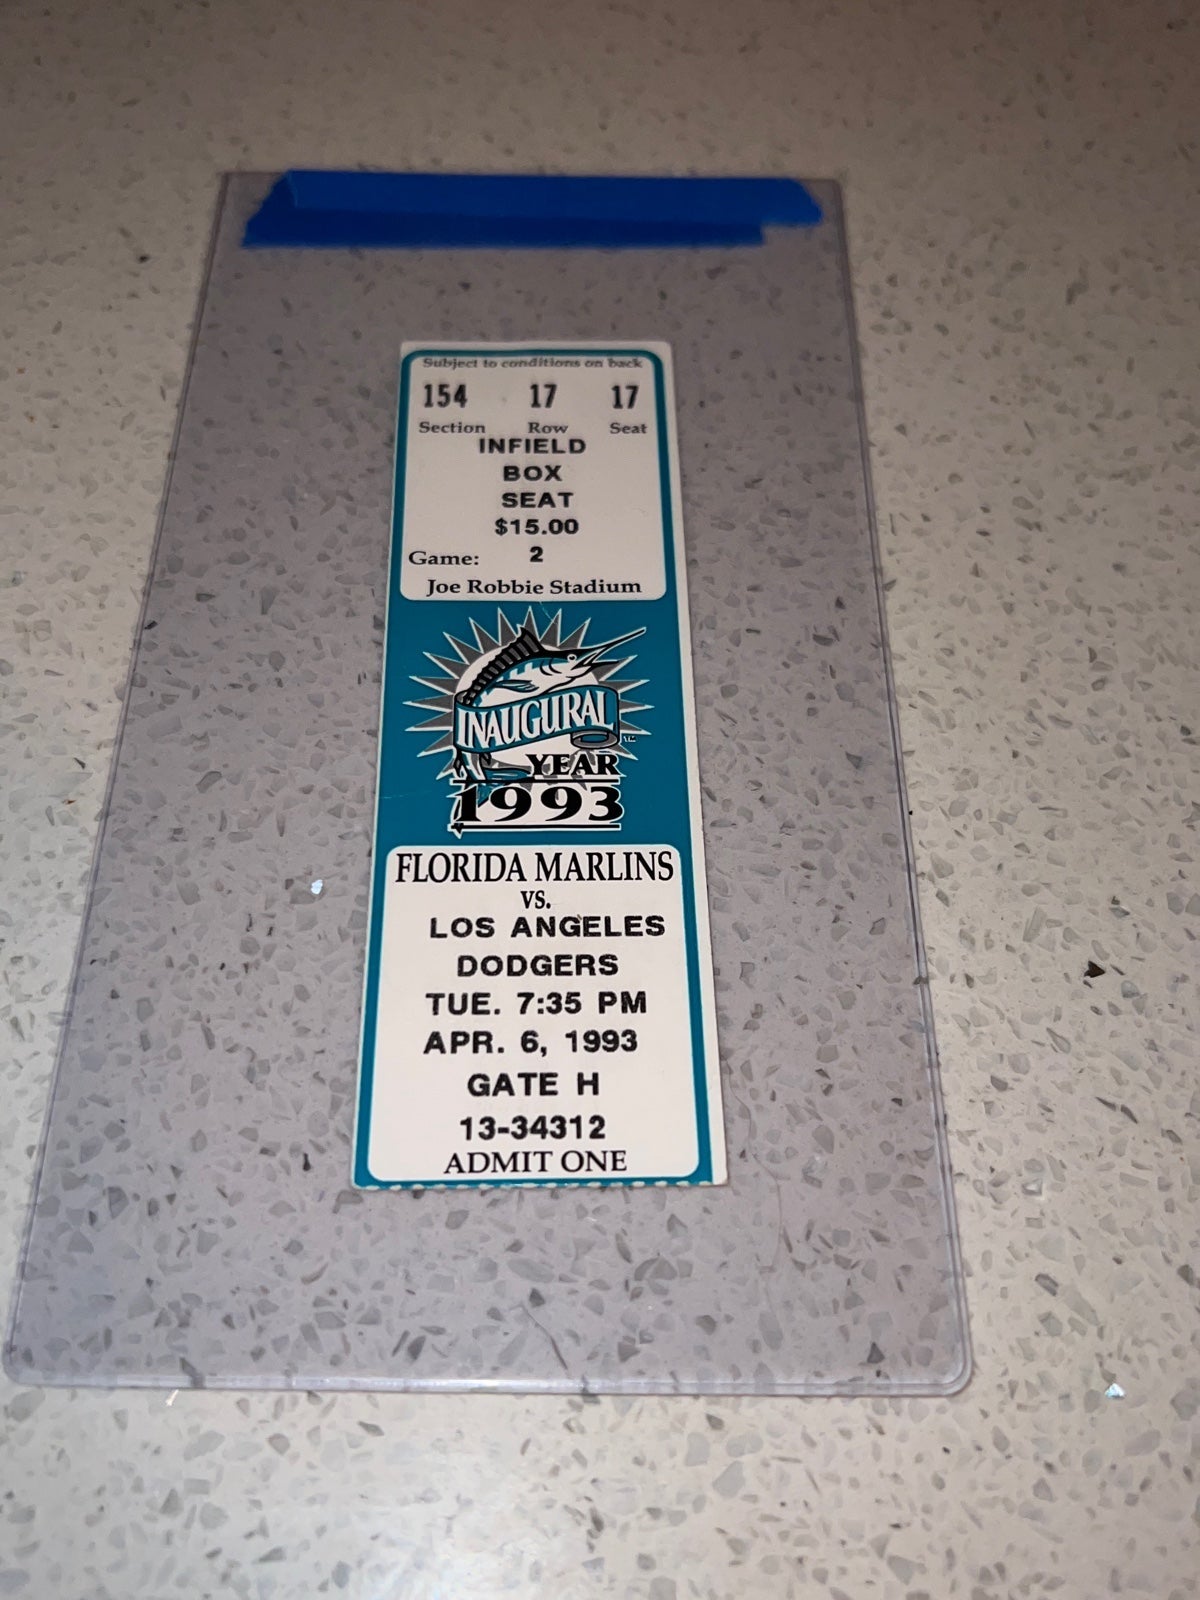 Subject to conditions on back
154 17 17
Section Row Seat
INFIELD
BOX
SEAT
$15.00
Game: 2
Joe Robbie Stadium
INAUGURAL
TM
YEAR
1993
FLORIDA MARLINS
VS.
LOS ANGELES
DODGERS
TUE. 7:35 PM
APR. 6, 1993
GATE H
13-34312
ADMIT ONE